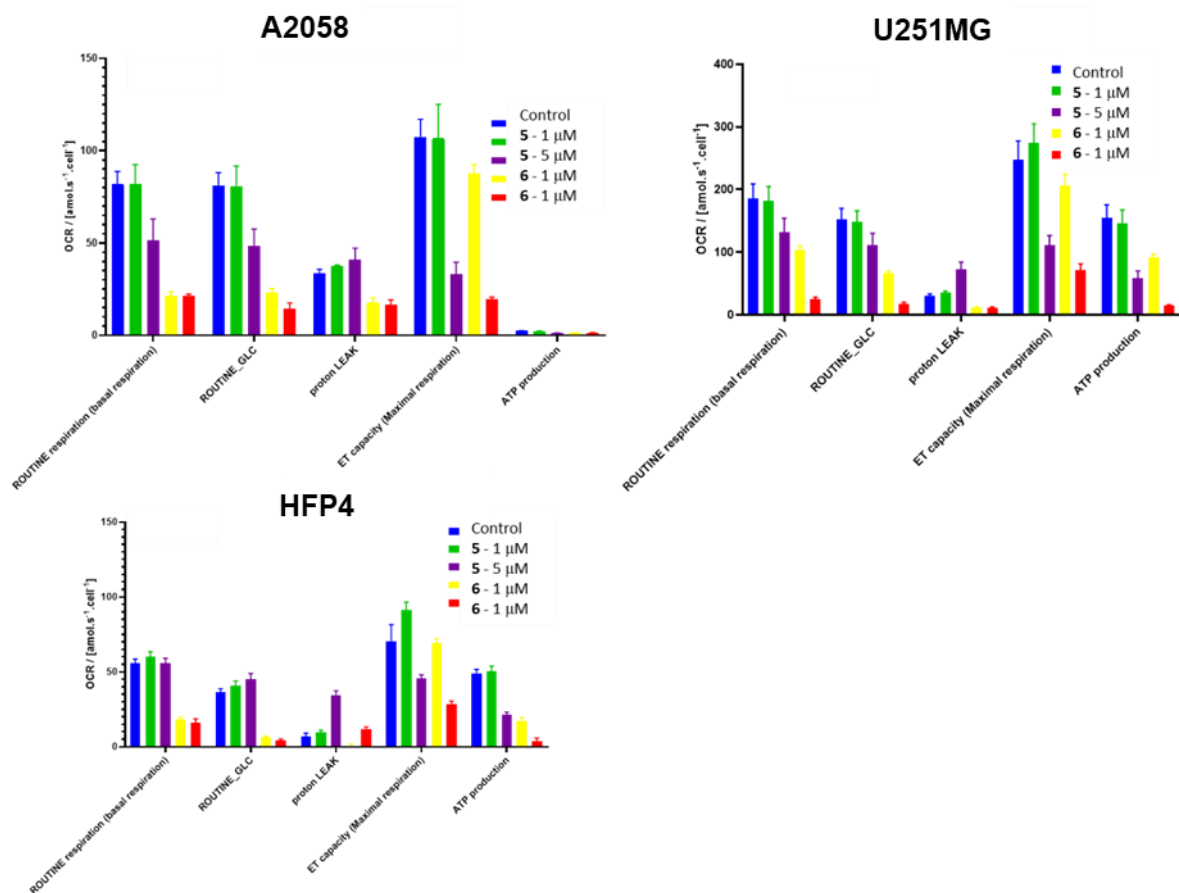 A2058
150
100
50
0
OCR / [amol.s⁻¹.cell⁻¹]
Control
5 - 1 μM
5 - 5 μM
6 - 1 μM
6 - 1 μM
ROUTINE respiration (basal respiration)
ROUTINE_GLC
proton LEAK
ET capacity (Maximal respiration)
ATP production
U251MG
400
300
200
100
0
OCR / [amol.s⁻¹.cell⁻¹]
Control
5 - 1 μM
5 - 5 μM
6 - 1 μM
6 - 1 μM
ROUTINE respiration (basal respiration)
ROUTINE_GLC
proton LEAK
ET capacity (Maximal respiration)
ATP production
HFP4
150
100
50
0
OCR / [amol.s⁻¹.cell⁻¹]
Control
5 - 1 μM
5 - 5 μM
6 - 1 μM
6 - 1 μM
ROUTINE respiration (basal respiration)
ROUTINE_GLC
proton LEAK
ET capacity (Maximal respiration)
ATP production